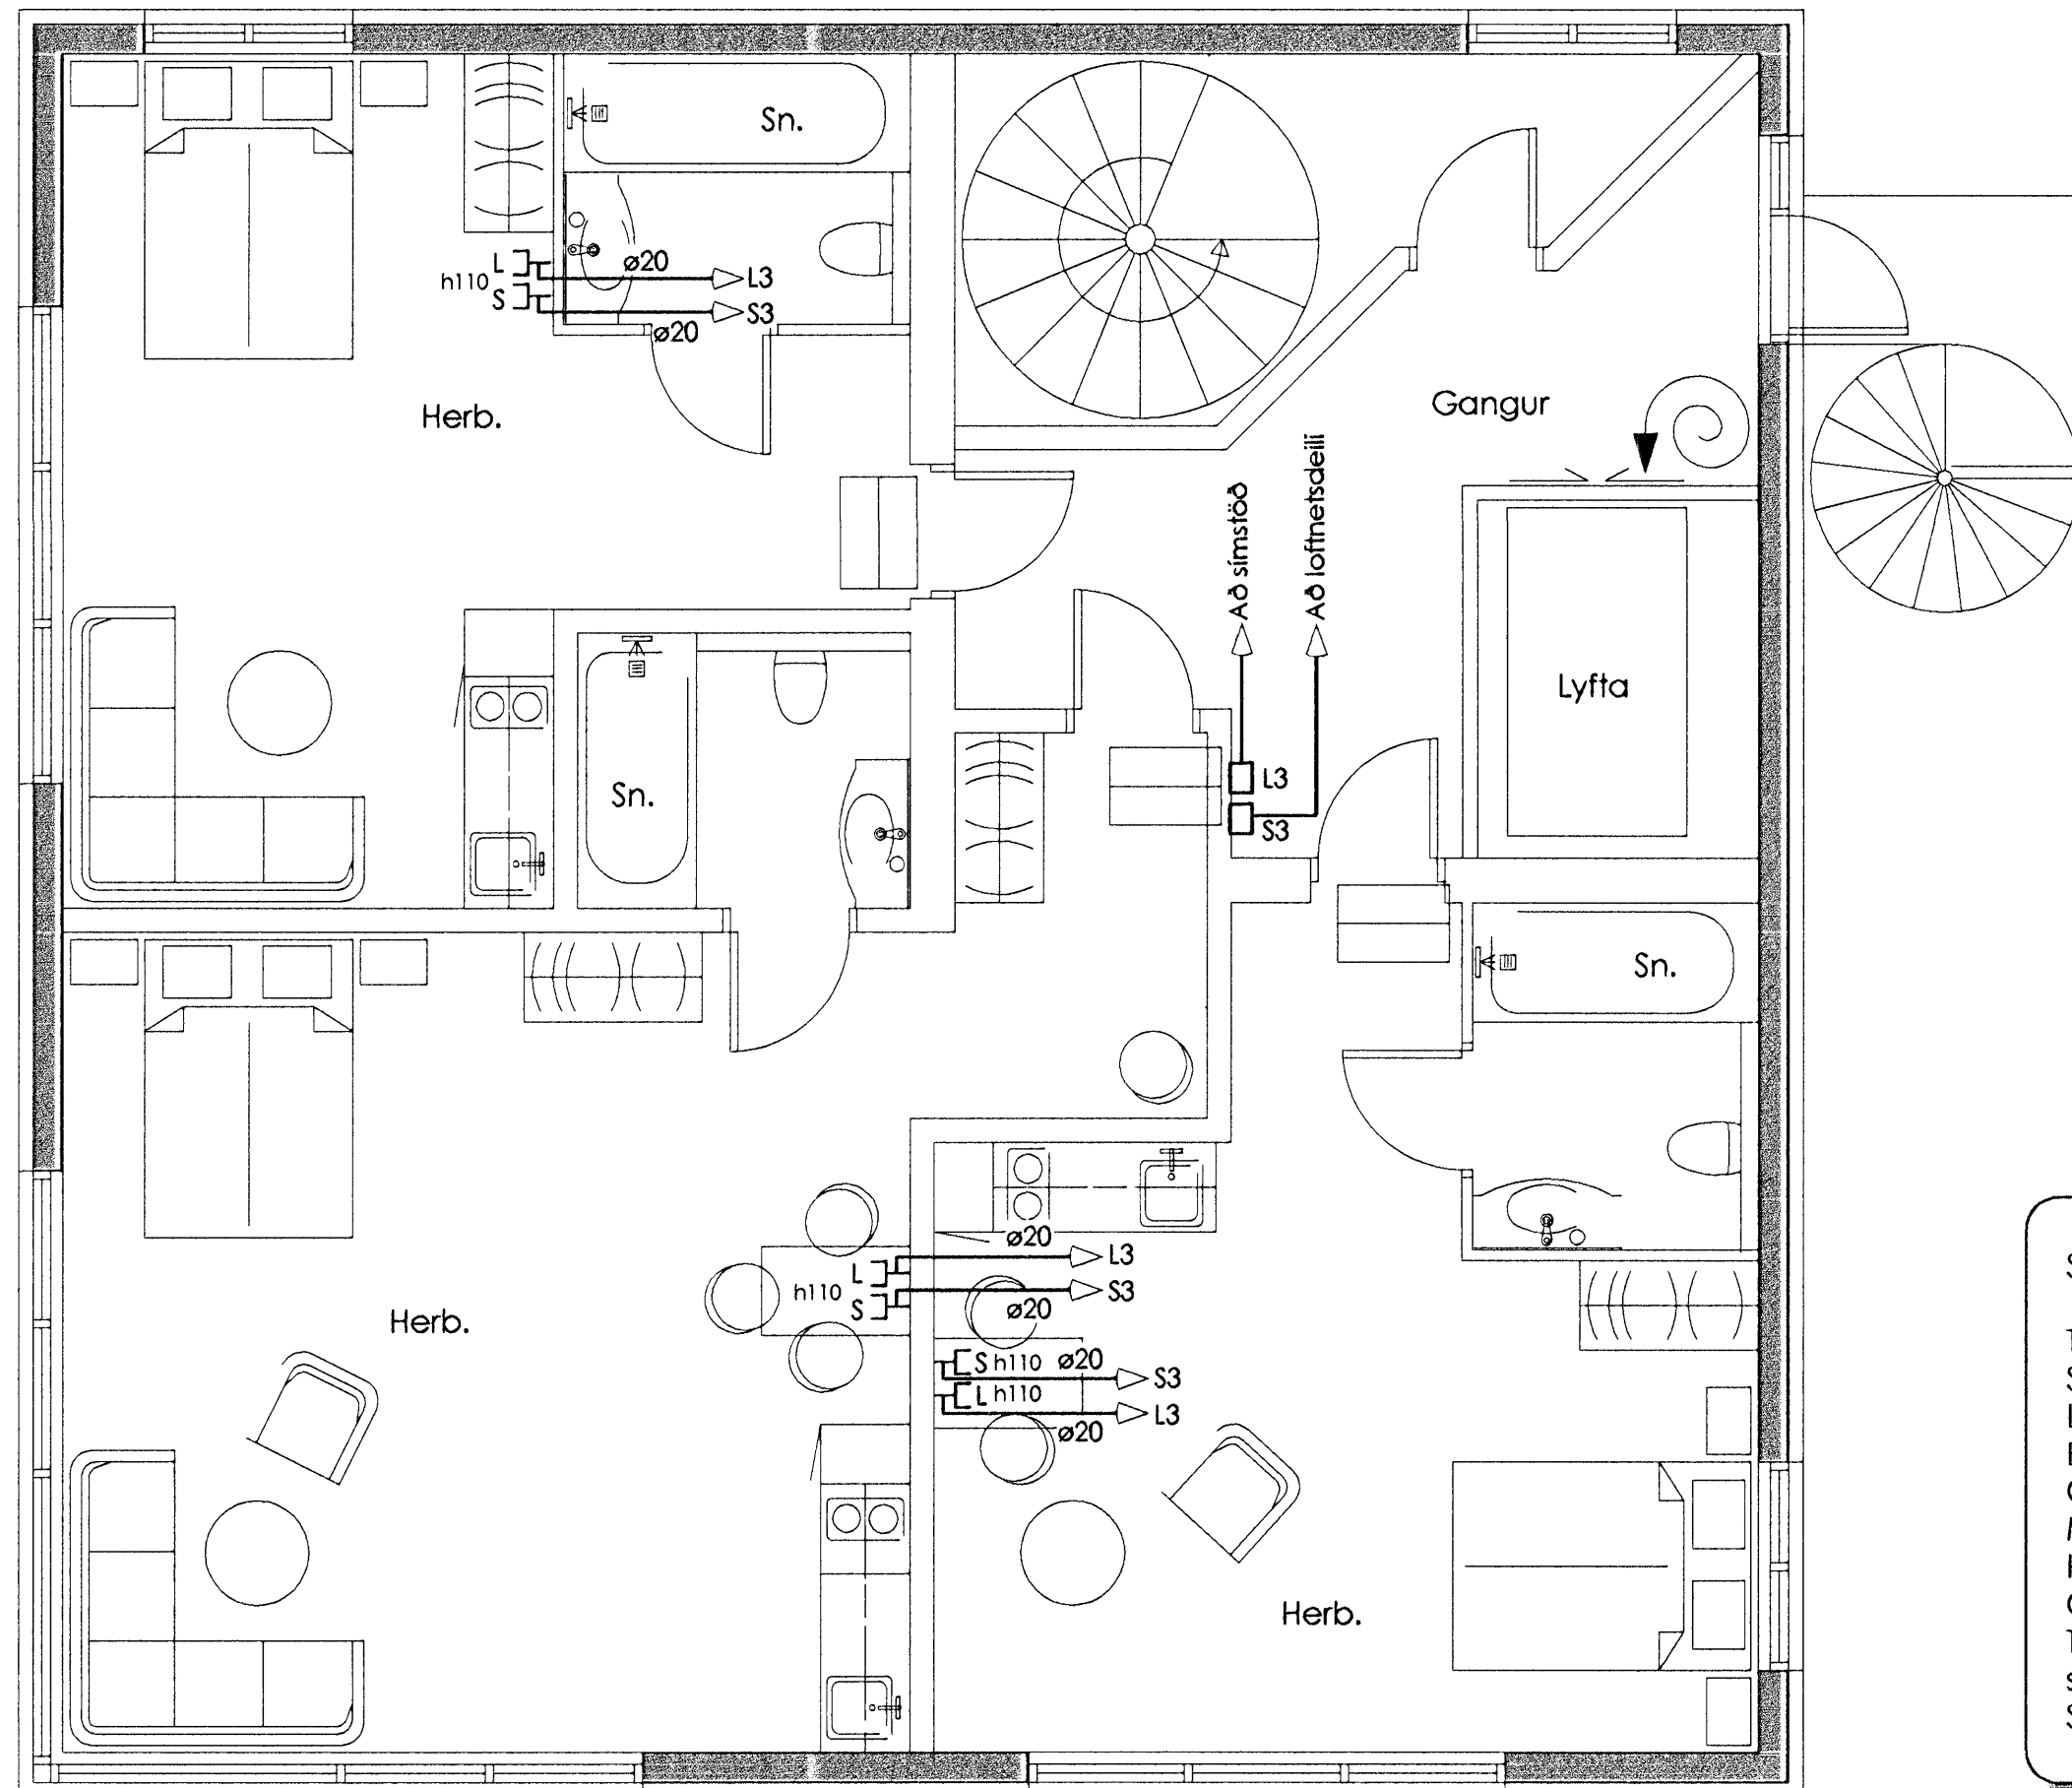 Sn.
L ø20 L3
h110
S S3
ø20
Herb.
Gangur
Að símstöð
Að loftnetsdeili
Lyfta
L3
S3
Sn.
Sn.
ø20 L3
L
h110 S3
S ø20
S h110 ø20
S3
L h110
L3
ø20
Herb.
Herb.